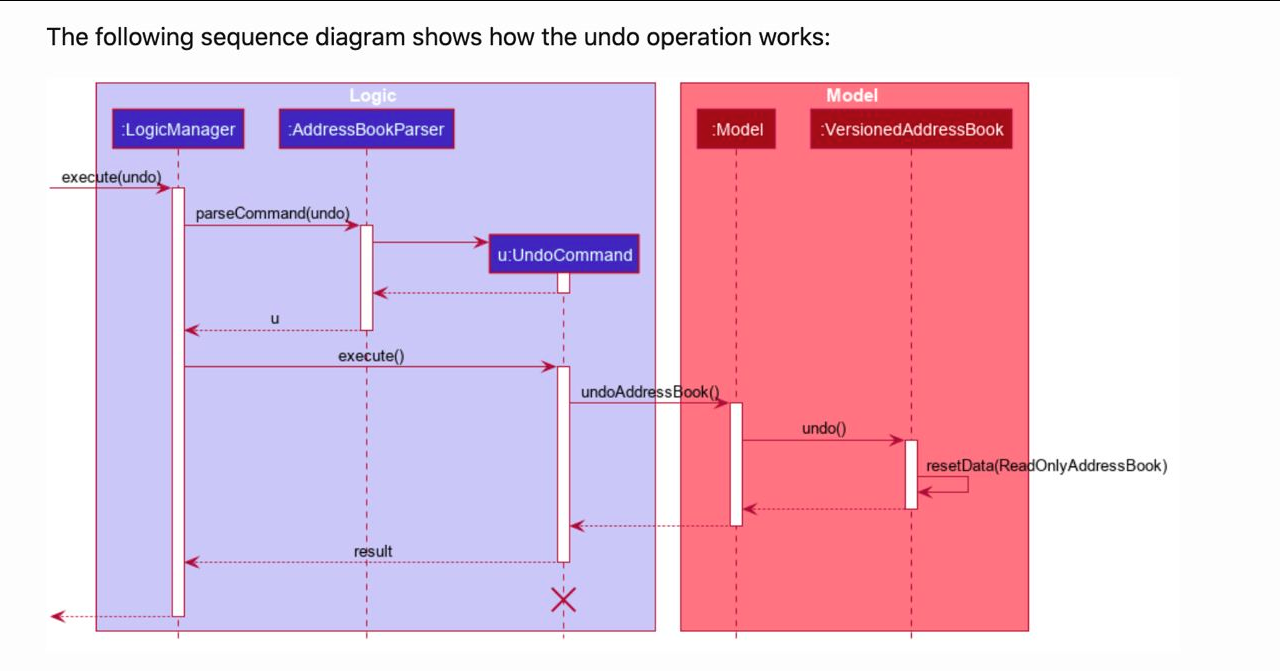 The following sequence diagram shows how the undo operation works:
Logic
Model
:LogicManager
:AddressBookParser
:Model
:VersionedAddressBook
execute(undo)
parseCommand(undo)
u:UndoCommand
u
execute()
undoAddressBook()
undo()
resetData(ReadOnlyAddressBook)
result